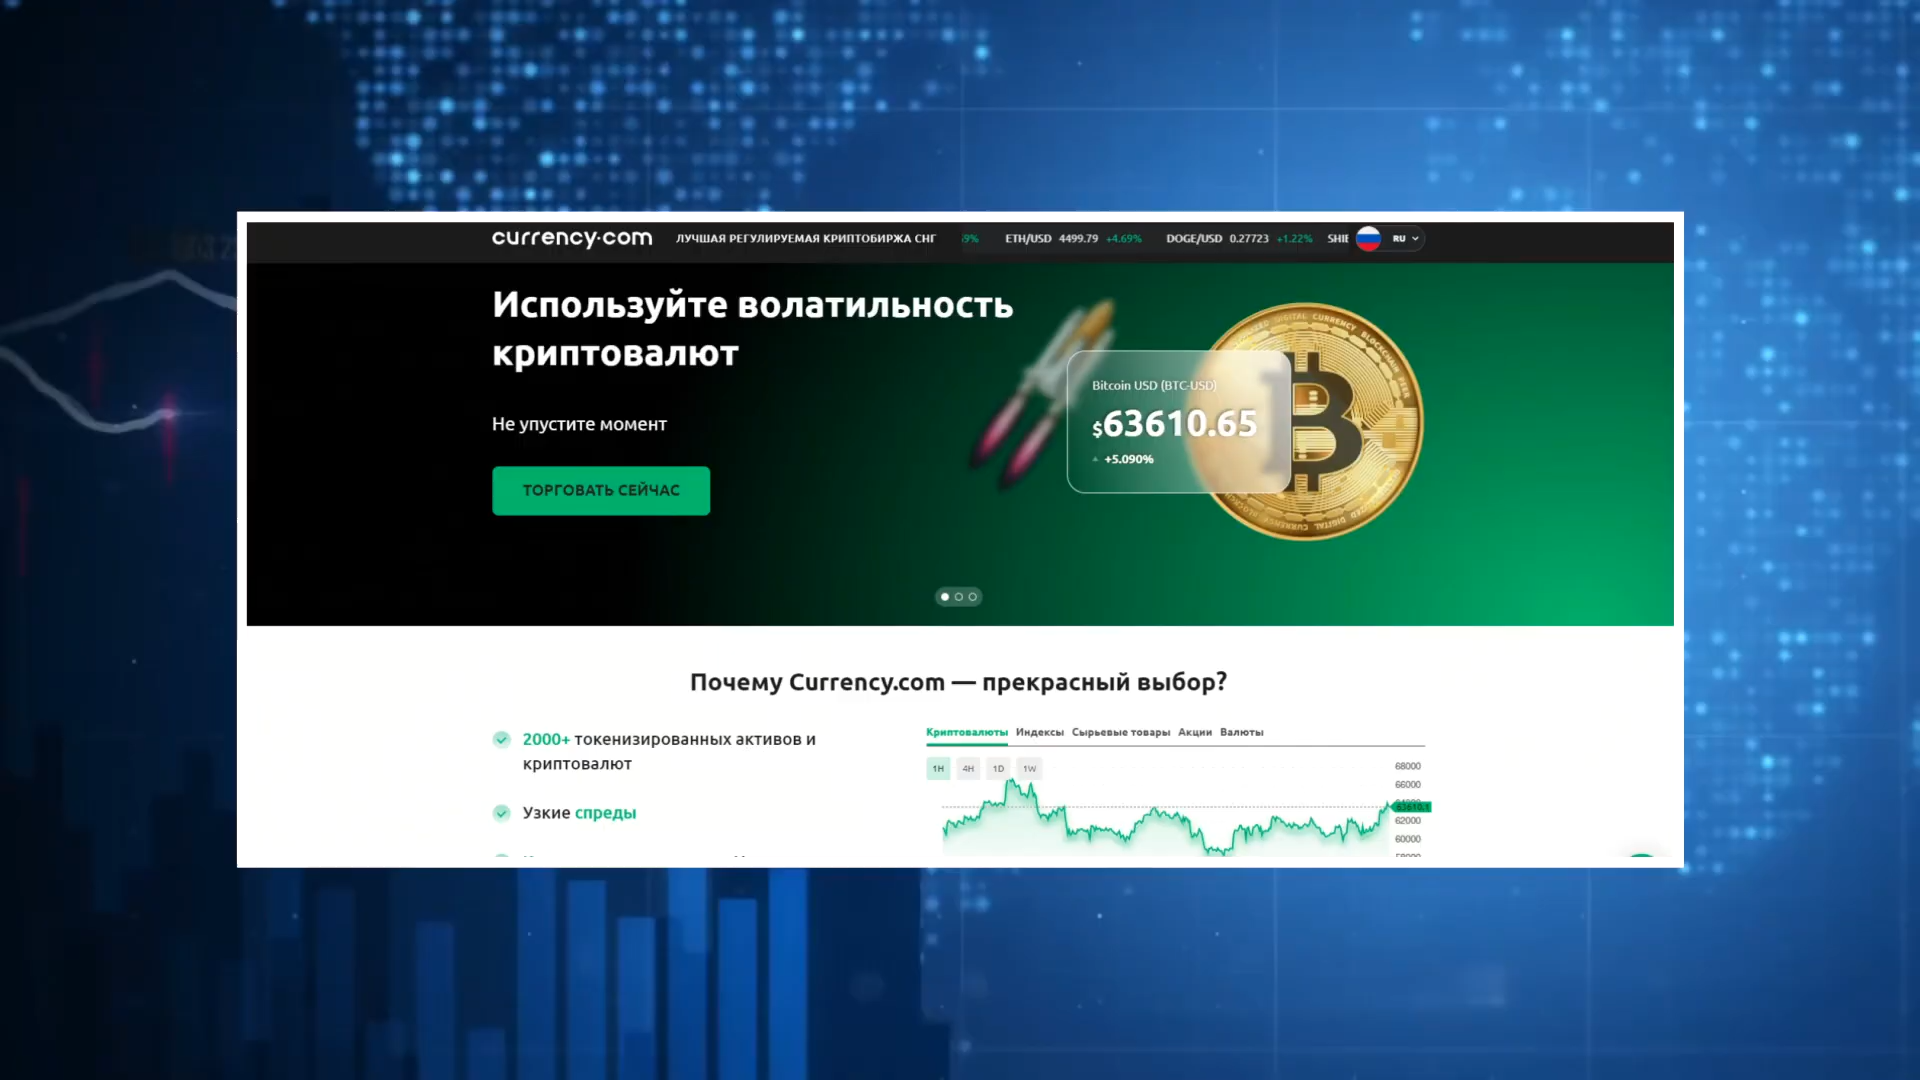 currency.com
ЛУЧШАЯ РЕГУЛИРУЕМАЯ КРИПТОБИРЖА СНГ
9% ETH/USD 4499.79 +4.69% DOGE/USD 0.27723 +1.22% SHIB
RU
Используйте волатильность
криптовалют
Не упустите момент
ТОРГОВАТЬ СЕЙЧАС
Bitcoin USD (BTC-USD)
$63610.65
+5.090%
Почему Currency.com — прекрасный выбор?
2000+ токенизированных активов и
криптовалют
Узкие спреды
Криптовалюты Индексы Сырьевые товары Акции Валюты
1H 4H 1D 1W
68000
66000
62000
60000